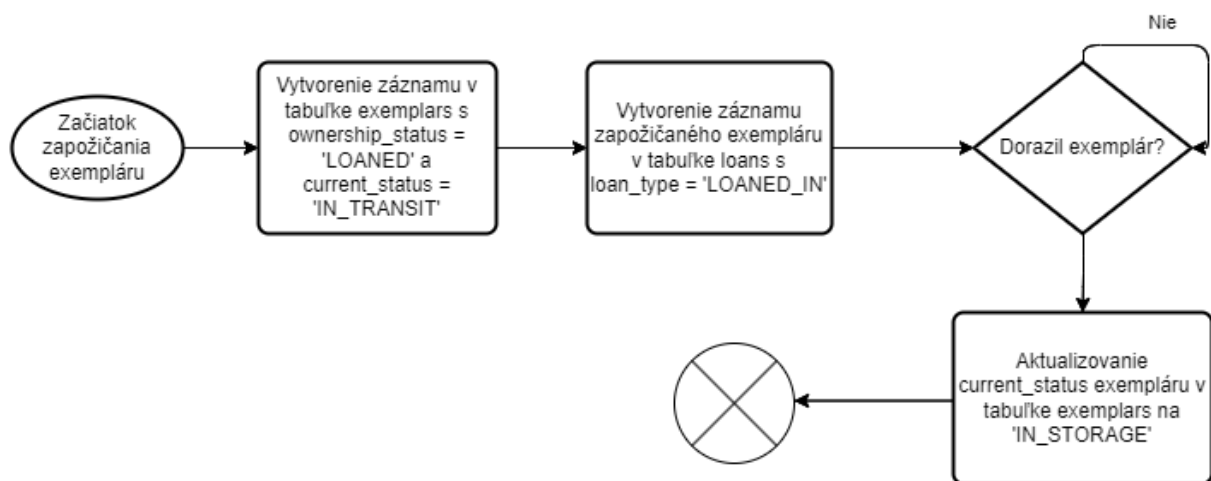 Začiatok
zapožičania
exempláru
Vytvorenie záznamu v
tabuľke exemplars s
ownership_status =
'LOANED' a
current_status =
'IN_TRANSIT'
Vytvorenie záznamu
zapožičaného exempláru
v tabuľke loans s
loan_type = 'LOANED_IN'
Nie
Dorazil exemplár?
Aktualizovanie
current_status exempláru v
tabuľke exemplars na
'IN_STORAGE'